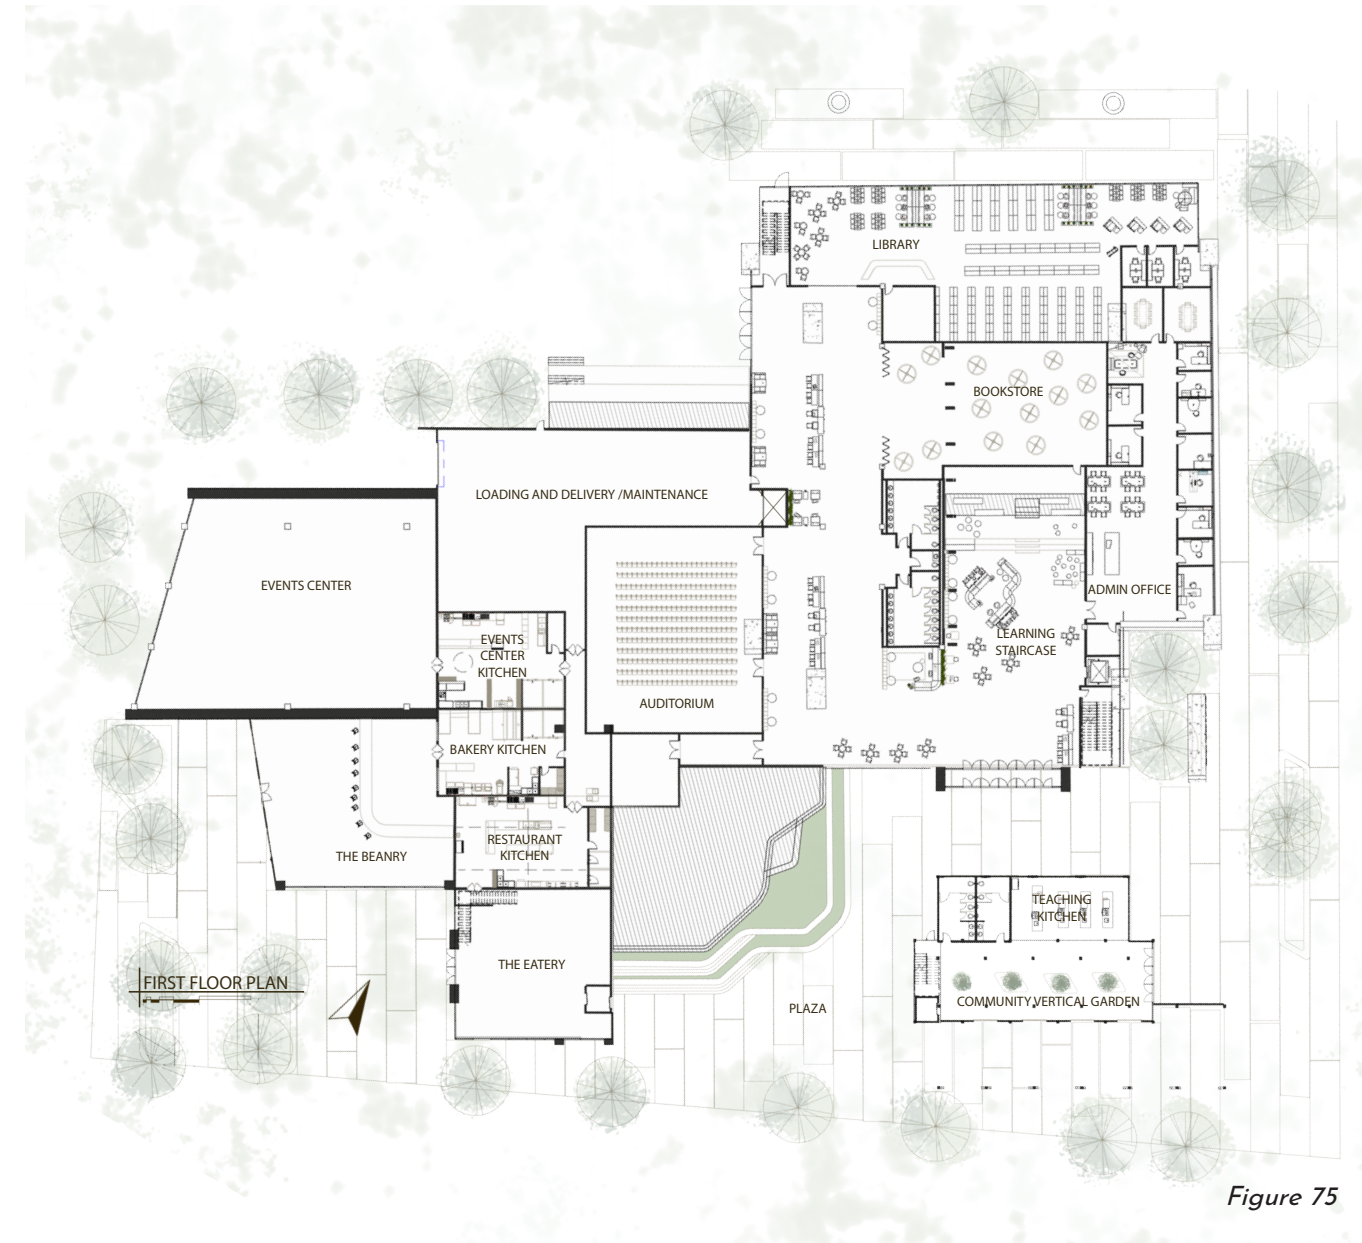 LIBRARY
BOOKSTORE
LOADING AND DELIVERY /MAINTENANCE
EVENTS CENTER
ADMIN OFFICE
EVENTS
CENTER
KITCHEN
LEARNING
STAIRCASE
AUDITORIUM
BAKERY KITCHEN
RESTAURANT
KITCHEN
THE BEANRY
TEACHING
KITCHEN
THE EATERY
FIRST FLOOR PLAN
COMMUNITY VERTICAL GARDEN
PLAZA
Figure 75